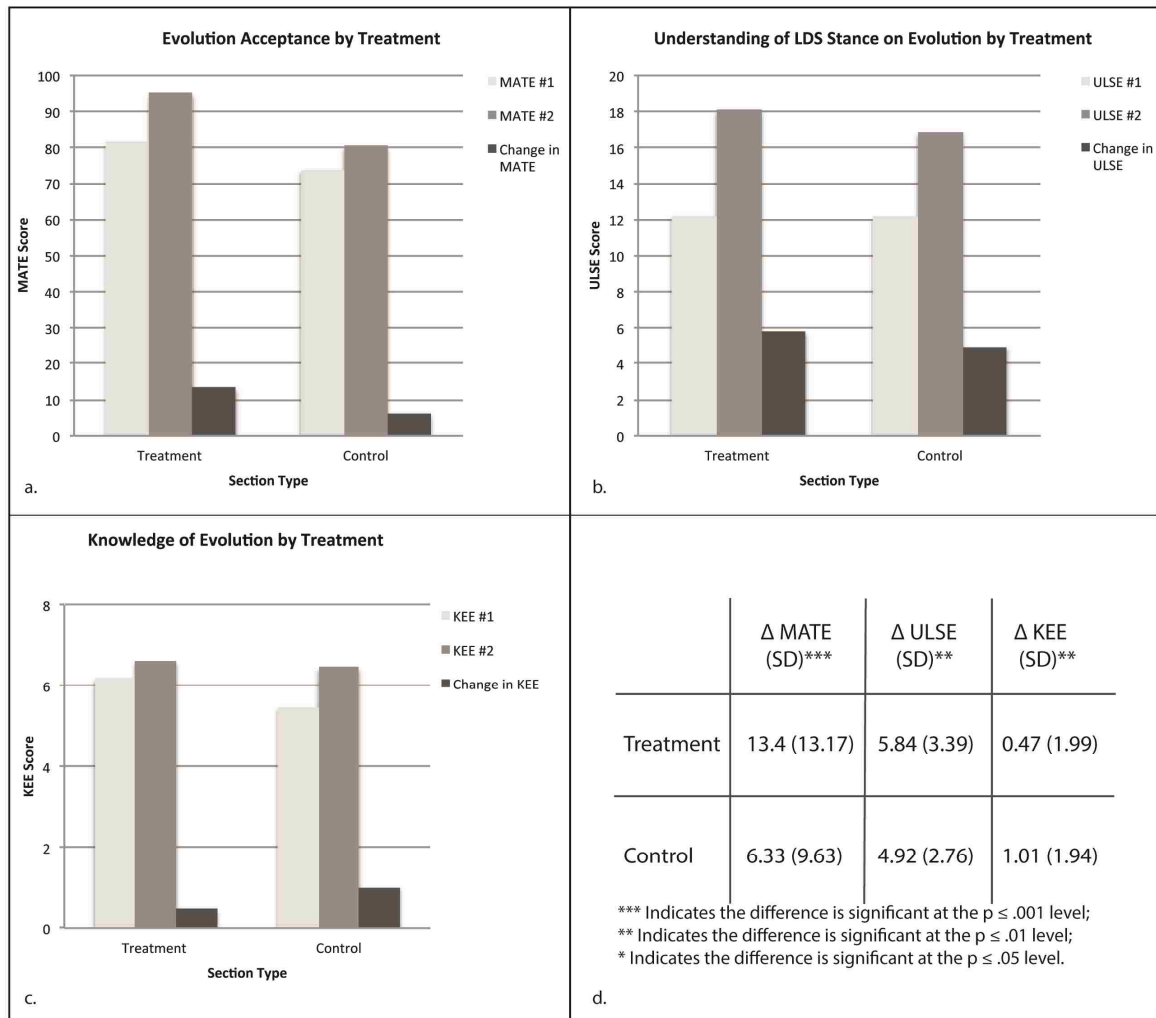 Evolution Acceptance by Treatment
100
90
80
70
60
50
40
30
20
10
0
MATE Score
Treatment
Control
Section Type
MATE #1
MATE #2
Change in
MATE
a.
Understanding of LDS Stance on Evolution by Treatment
20
18
16
14
12
10
8
6
4
2
0
ULSE Score
Treatment
Control
Section Type
ULSE #1
ULSE #2
Change in
ULSE
b.
Knowledge of Evolution by Treatment
8
6
4
2
0
KEE Score
Treatment
Control
Section Type
KEE #1
KEE #2
Change in KEE
c.
Δ MATE (SD)*** Δ ULSE (SD)** Δ KEE (SD)**
Treatment 13.4 (13.17) 5.84 (3.39) 0.47 (1.99)
Control 6.33 (9.63) 4.92 (2.76) 1.01 (1.94)
*** Indicates the difference is significant at the p ≤ .001 level;
** Indicates the difference is significant at the p ≤ .01 level;
* Indicates the difference is significant at the p ≤ .05 level.
d.